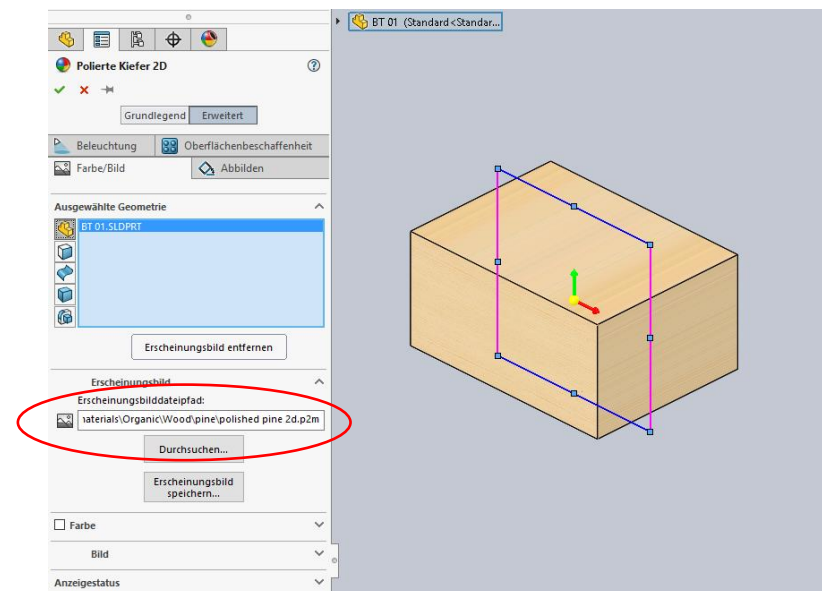 BT 01 (Standard<Standar...
Polierte Kiefer 2D
Grundlegend Erweitert
Beleuchtung Oberflächenbeschaffenheit
Farbe/Bild Abbilden
Ausgewählte Geometrie
BT 01.SLDPRT
Erscheinungsbild entfernen
Erscheinungsbild
Erscheinungsbilddateipfad:
aterials\Organic\Wood\pine\polished pine 2d.p2m
Durchsuchen...
Erscheinungsbild
speichern...
Farbe
Bild
Anzeigestatus